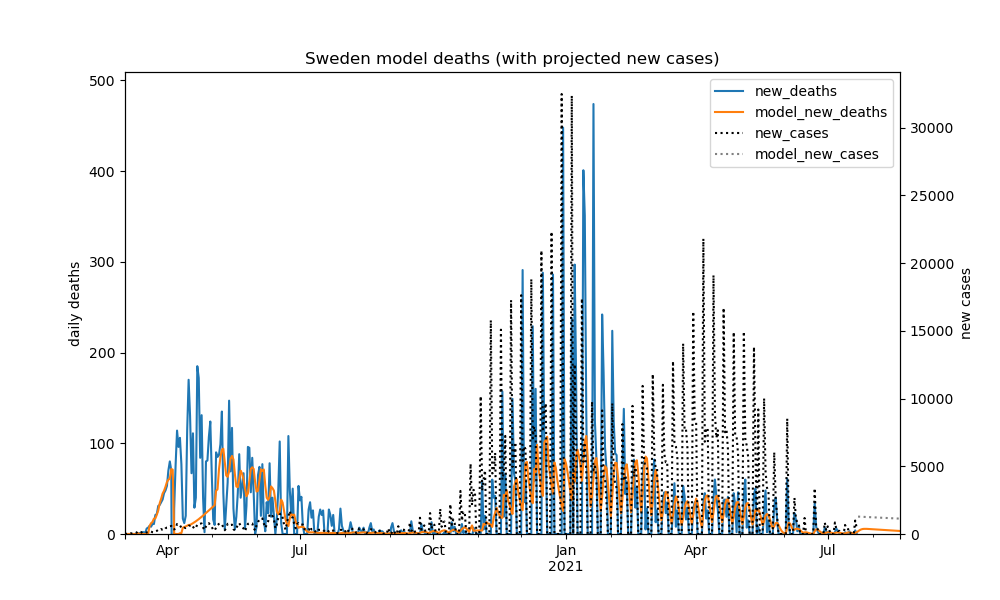 Sweden model deaths (with projected new cases)
500
400
300
200
100
0
daily deaths
30000
25000
20000
15000
10000
5000
0
new cases
new_deaths
model_new_deaths
new_cases
model_new_cases
Apr
Jul
Oct
Jan
2021
Apr
Jul